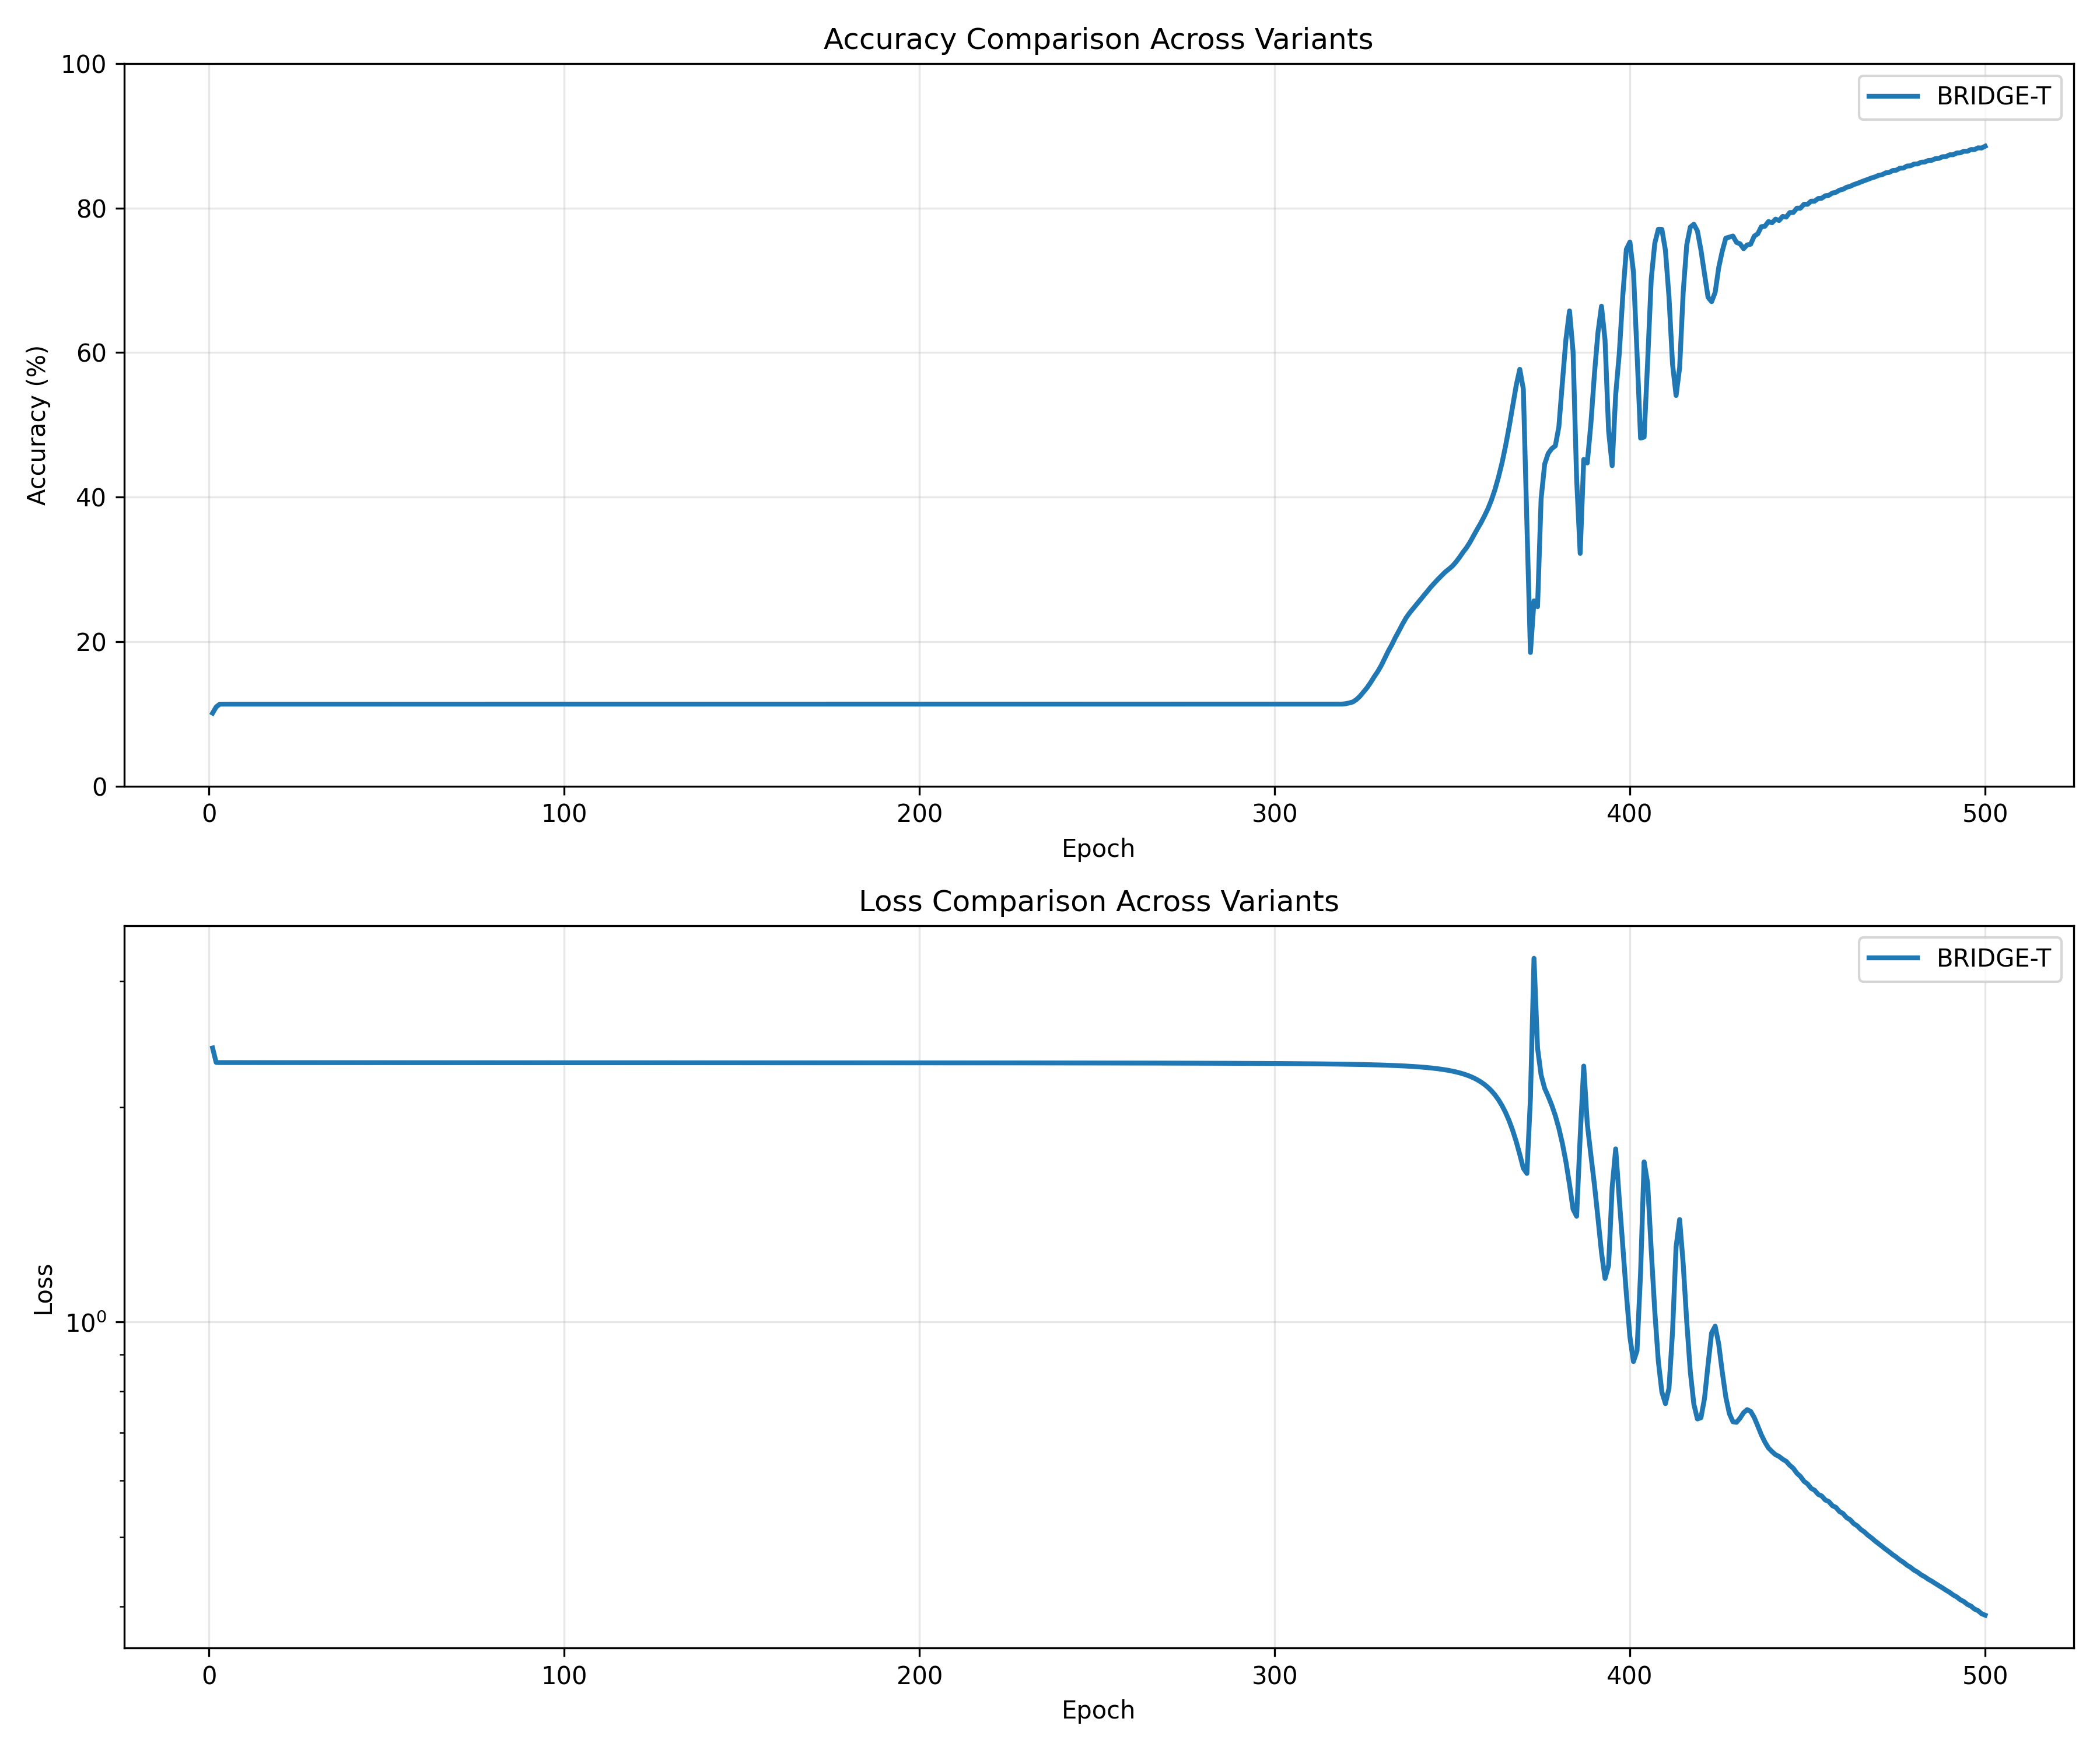 Accuracy Comparison Across Variants
100
80
60
40
20
0
Accuracy (%)
BRIDGE-T
0 100 200 300 400 500
Epoch
Loss Comparison Across Variants
10⁰
Loss
BRIDGE-T
0 100 200 300 400 500
Epoch